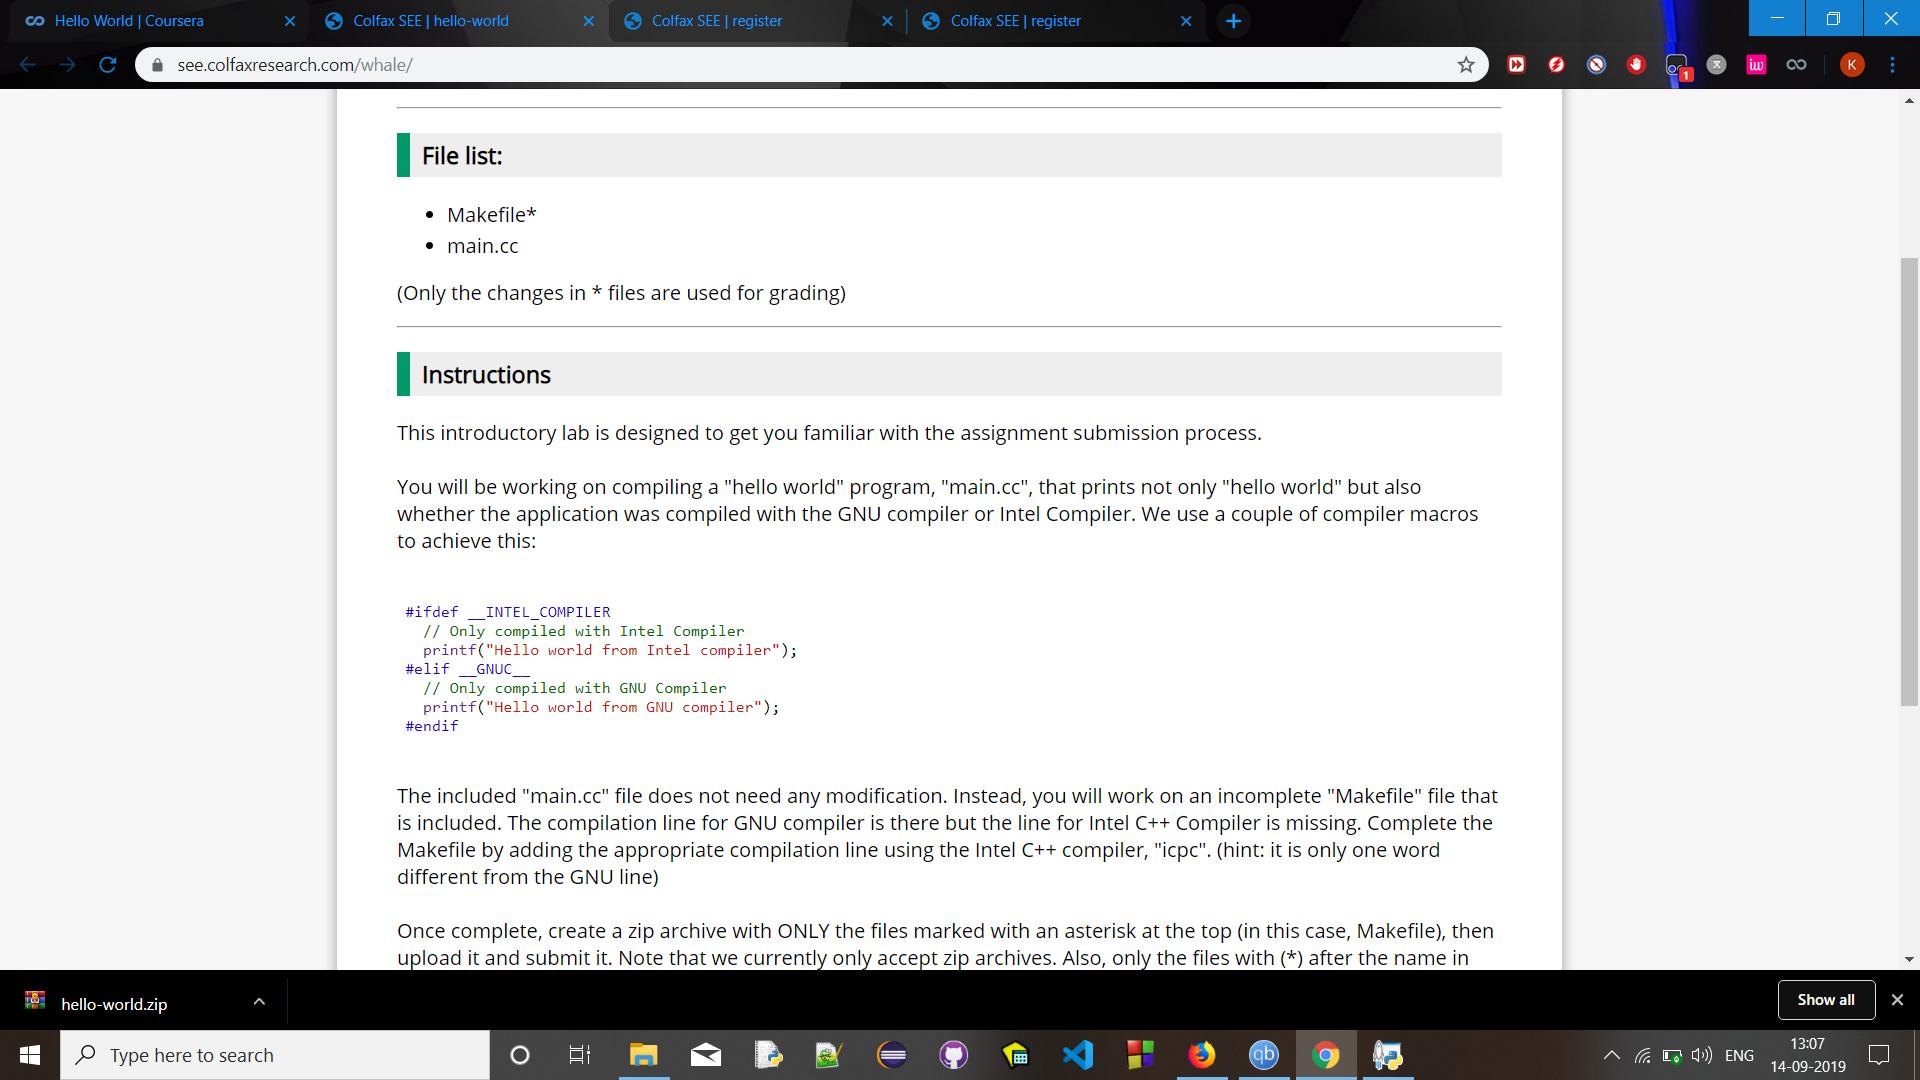 Hello World | Coursera
Colfax SEE | hello-world
Colfax SEE | register
Colfax SEE | register
see.colfaxresearch.com/whale/
1
iw
K
File list:
Makefile*
main.cc
(Only the changes in * files are used for grading)
Instructions
This introductory lab is designed to get you familiar with the assignment submission process.
You will be working on compiling a "hello world" program, "main.cc", that prints not only "hello world" but also
whether the application was compiled with the GNU compiler or Intel Compiler. We use a couple of compiler macros
to achieve this:
#ifdef __INTEL_COMPILER
// Only compiled with Intel Compiler
printf("Hello world from Intel compiler");
#elif __GNUC__
// Only compiled with GNU Compiler
printf("Hello world from GNU compiler");
#endif
The included "main.cc" file does not need any modification. Instead, you will work on an incomplete "Makefile" file that
is included. The compilation line for GNU compiler is there but the line for Intel C++ Compiler is missing. Complete the
Makefile by adding the appropriate compilation line using the Intel C++ compiler, "icpc". (hint: it is only one word
different from the GNU line)
Once complete, create a zip archive with ONLY the files marked with an asterisk at the top (in this case, Makefile), then
upload it and submit it. Note that we currently only accept zip archives. Also, only the files with (*) after the name in
hello-world.zip
Show all
Type here to search
qb
ENG
13:07
14-09-2019